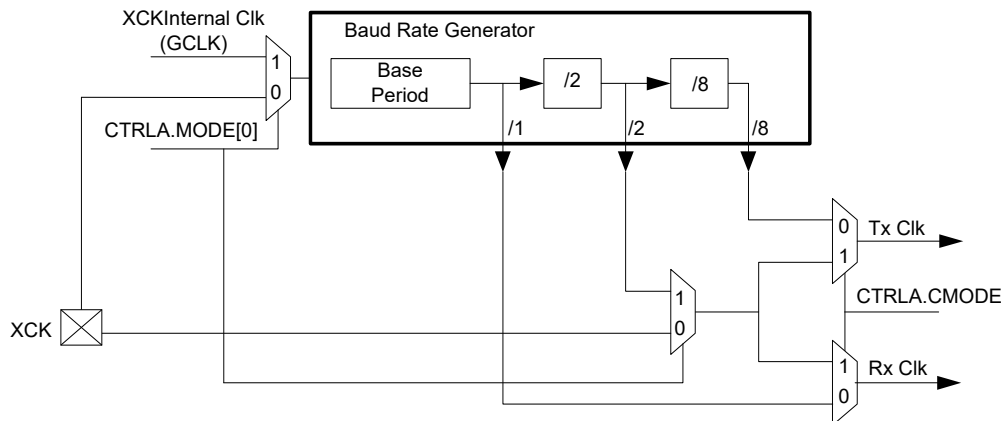 XCKInternal Clk
(GCLK)
Baud Rate Generator
1
0
Base
Period
/2
/8
CTRLA.MODE[0]
/1
/2
/8
0
1
Tx Clk
1
0
CTRLA.CMODE
XCK
1
0
Rx Clk